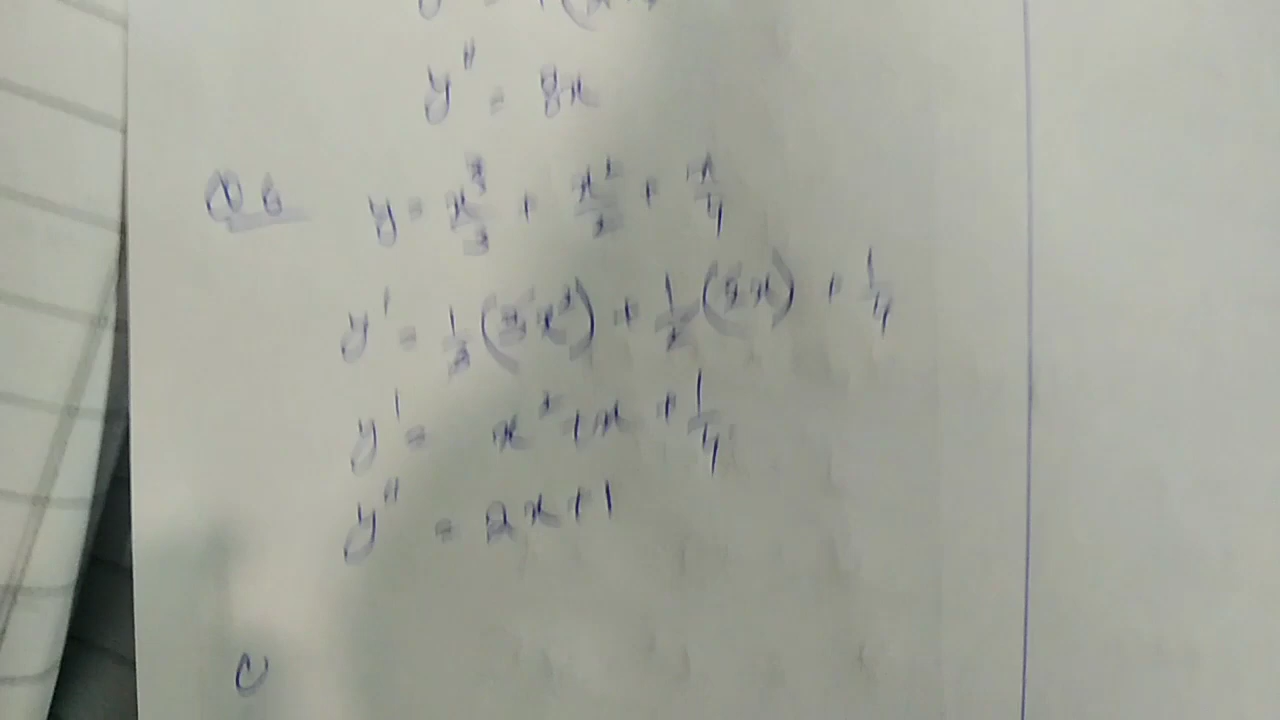 y'' = 8x
Q.6 y = x³/3 + x²/2 + x/4
y' = 1/3 (3x²) + 1/2 (2x) + 1/4
y' = x² + x + 1/4
y'' = 2x + 1